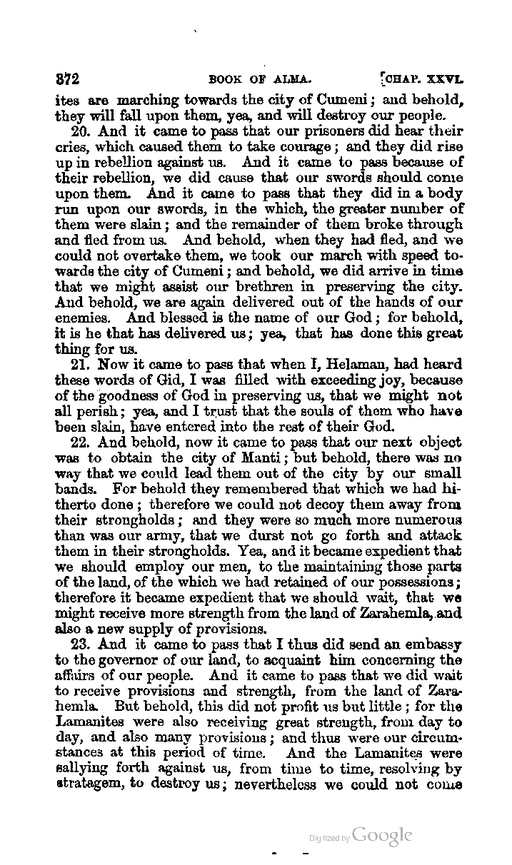 372 BOOK OF ALMA. [CHAP. XXVI.
ites are marching towards the city of Cumeni; and behold,
they will fall upon them, yea, and will destroy our people.
20. And it came to pass that our prisoners did hear their
cries, which caused them to take courage; and they did rise
up in rebellion against us. And it came to pass because of
their rebellion, we did cause that our swords should come
upon them. And it came to pass that they did in a body
run upon our swords, in the which, the greater number of
them were slain; and the remainder of them broke through
and fled from us. And behold, when they had fled, and we
could not overtake them, we took our march with speed to-
wards the city of Cumeni; and behold, we did arrive in time
that we might assist our brethren in preserving the city.
And behold, we are again delivered out of the hands of our
enemies. And blessed is the name of our God; for behold,
it is he that has delivered us; yea, that has done this great
thing for us.
21. Now it came to pass that when I, Helaman, had heard
these words of Gid, I was filled with exceeding joy, because
of the goodness of God in preserving us, that we might not
all perish; yea, and I trust that the souls of them who have
been slain, have entered into the rest of their God.
22. And behold, now it came to pass that our next object
was to obtain the city of Manti; but behold, there was no
way that we could lead them out of the city by our small
bands. For behold they remembered that which we had hi-
therto done; therefore we could not decoy them away from
their strongholds; and they were so much more numerous
than was our army, that we durst not go forth and attack
them in their strongholds. Yea, and it became expedient that
we should employ our men, to the maintaining those parts
of the land, of the which we had retained of our possessions;
therefore it became expedient that we should wait, that we
might receive more strength from the land of Zarahemla, and
also a new supply of provisions.
23. And it came to pass that I thus did send an embassy
to the governor of our land, to acquaint him concerning the
affairs of our people. And it came to pass that we did wait
to receive provisions and strength, from the land of Zara-
hemla. But behold, this did not profit us but little; for the
Lamanites were also receiving great strength, from day to
day, and also many provisions; and thus were our circum-
stances at this period of time. And the Lamanites were
sallying forth against us, from time to time, resolving by
stratagem, to destroy us; nevertheless we could not come
Digitized by Google